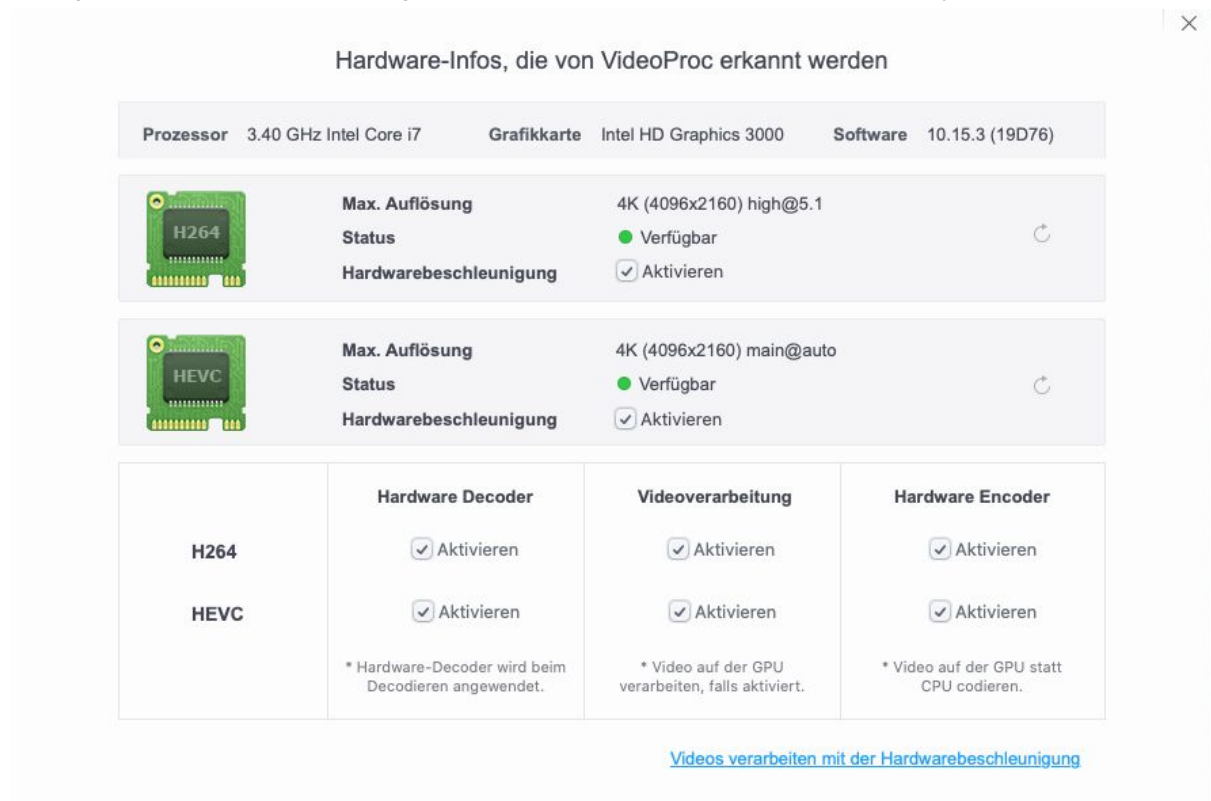 Hardware-Infos, die von VideoProc erkannt werden
Prozessor 3.40 GHz Intel Core i7 Grafikkarte Intel HD Graphics 3000 Software 10.15.3 (19D76)
H264
Max. Auflösung 4K (4096x2160) high@5.1
Status Verfügbar
Hardwarebeschleunigung Aktivieren
HEVC
Max. Auflösung 4K (4096x2160) main@auto
Status Verfügbar
Hardwarebeschleunigung Aktivieren
Hardware Decoder Videoverarbeitung Hardware Encoder
H264 Aktivieren Aktivieren Aktivieren
HEVC Aktivieren Aktivieren Aktivieren
* Hardware-Decoder wird beim * Video auf der GPU * Video auf der GPU statt
Decodieren angewendet. verarbeiten, falls aktiviert. CPU codieren.
Videos verarbeiten mit der Hardwarebeschleunigung